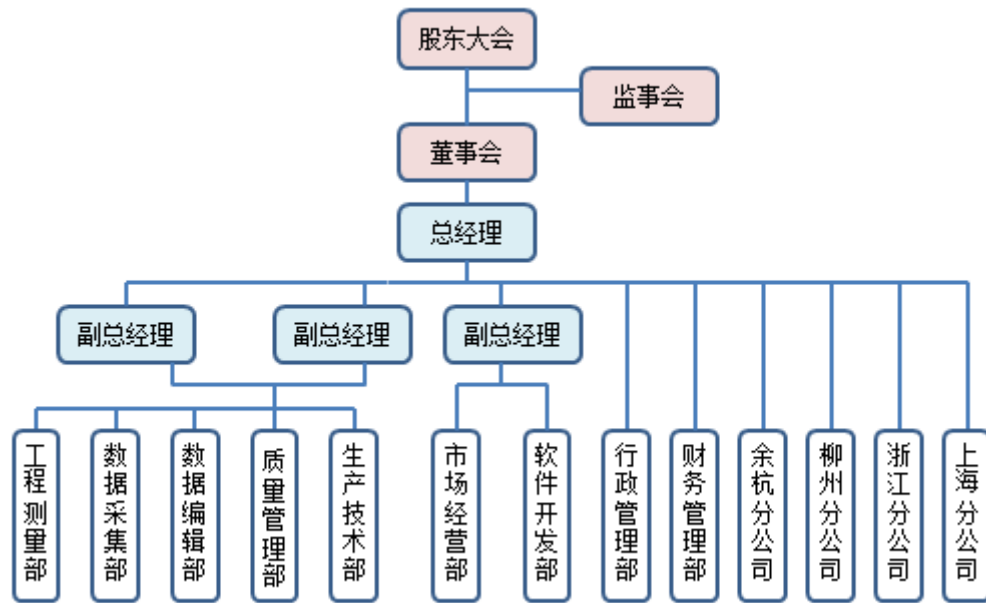 股东大会
监事会
董事会
总经理
副总经理
副总经理
副总经理
工程测量部
数据采集部
数据编辑部
质量管理部
生产技术部
市场经营部
软件开发部
行政管理部
财务管理部
余杭分公司
柳州分公司
浙江分公司
上海分公司